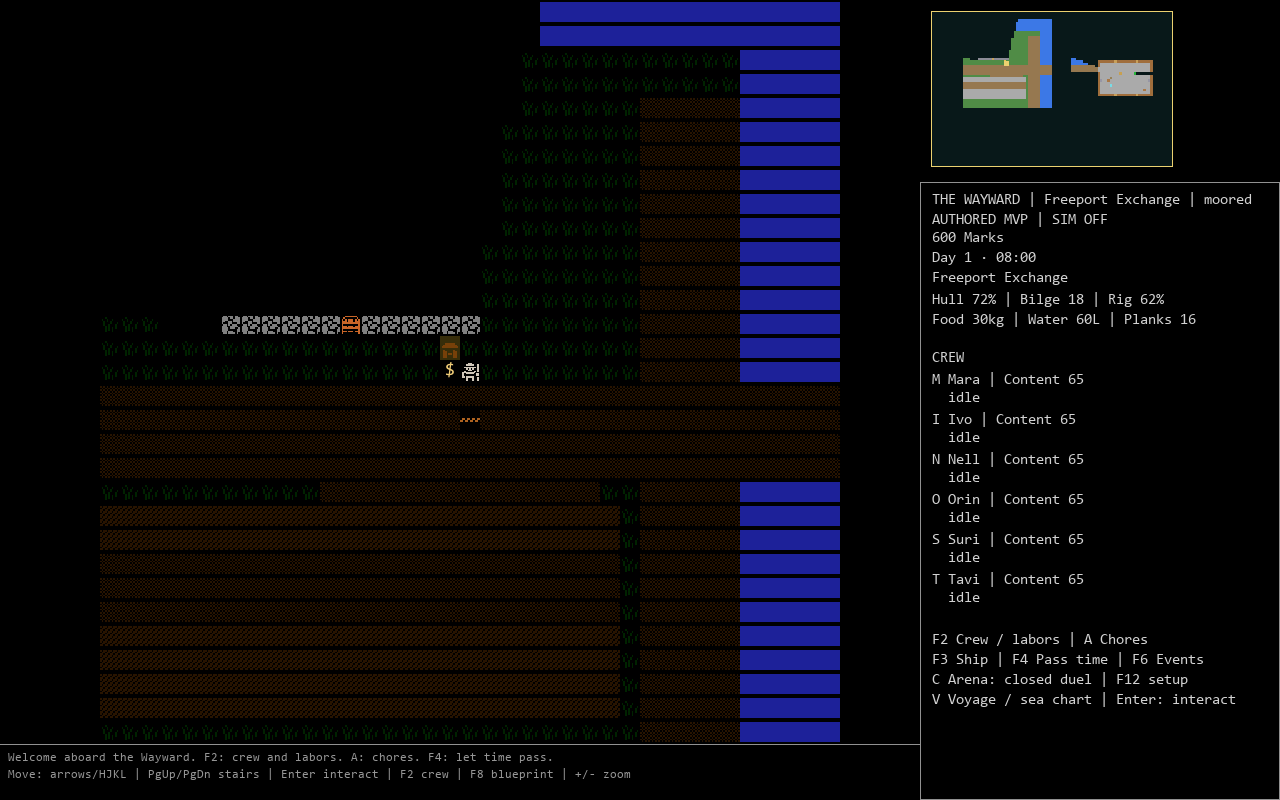 THE WAYWARD | Freeport Exchange | moored
AUTHORED MVP | SIM OFF
600 Marks
Day 1 · 08:00
Freeport Exchange
Hull 72% | Bilge 18 | Rig 62%
Food 30kg | Water 60L | Planks 16
CREW
M Mara | Content 65
idle
I Ivo | Content 65
idle
N Nell | Content 65
idle
O Orin | Content 65
idle
S Suri | Content 65
idle
T Tavi | Content 65
idle
F2 Crew / labors | A Chores
F3 Ship | F4 Pass time | F6 Events
C Arena: closed duel | F12 setup
V Voyage / sea chart | Enter: interact
$
Welcome aboard the Wayward. F2: crew and labors. A: chores. F4: let time pass.
Move: arrows/HJKL | PgUp/PgDn stairs | Enter interact | F2 crew | F8 blueprint | +/- zoom